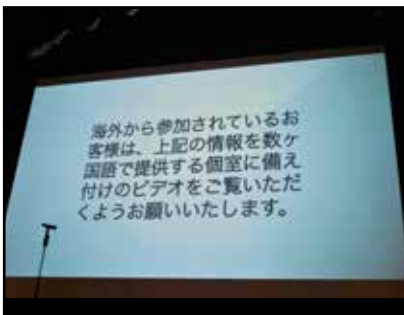 海外から参加されているお
客様は、上記の情報を数ヶ
国語で提供する個室に備え
付けのビデオをご覧いただ
くようお願いいたします。